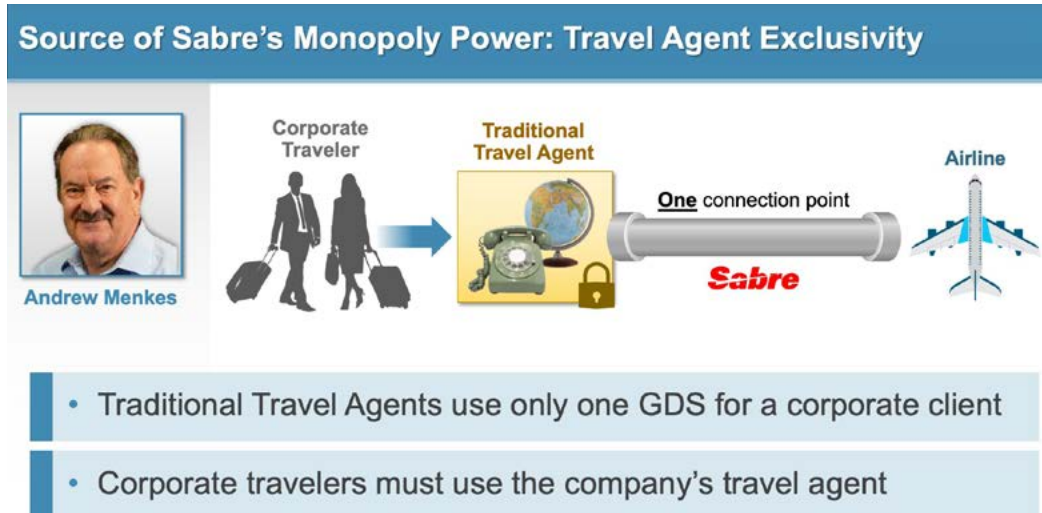 Source of Sabre's Monopoly Power: Travel Agent Exclusivity
Corporate
Traveler
Traditional
Travel Agent
Airline
One connection point
Sabre
Andrew Menkes
• Traditional Travel Agents use only one GDS for a corporate client
• Corporate travelers must use the company's travel agent